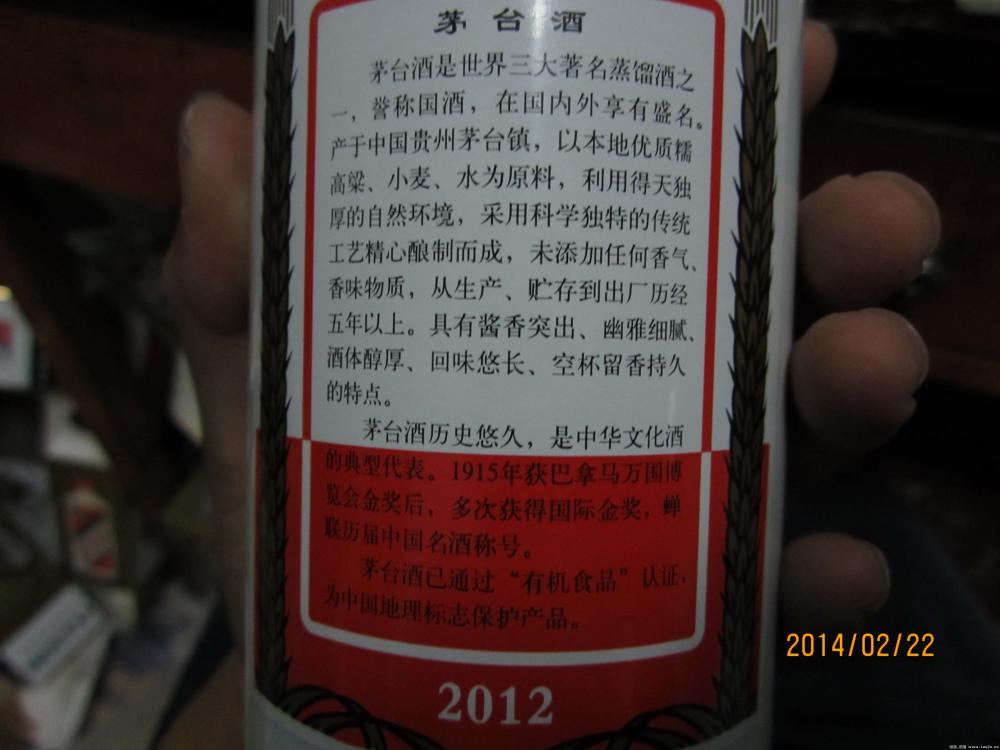 茅台酒
茅台酒是世界三大著名蒸馏酒之
一，誉称国酒，在国内外享有盛名。
产于中国贵州茅台镇，以本地优质糯
高粱、小麦、水为原料，利用得天独
厚的自然环境，采用科学独特的传统
工艺精心酿制而成，未添加任何香气、
香味物质，从生产、贮存到出厂历经
五年以上。具有酱香突出、幽雅细腻、
酒体醇厚、回味悠长、空杯留香持久
的特点。
茅台酒历史悠久，是中华文化酒
的典型代表。1915年获巴拿马万国博
览会金奖后，多次获得国际金奖，蝉
联历届中国名酒称号。
茅台酒已通过“有机食品”认证，
为中国地理标志保护产品。
2012
2014/02/22